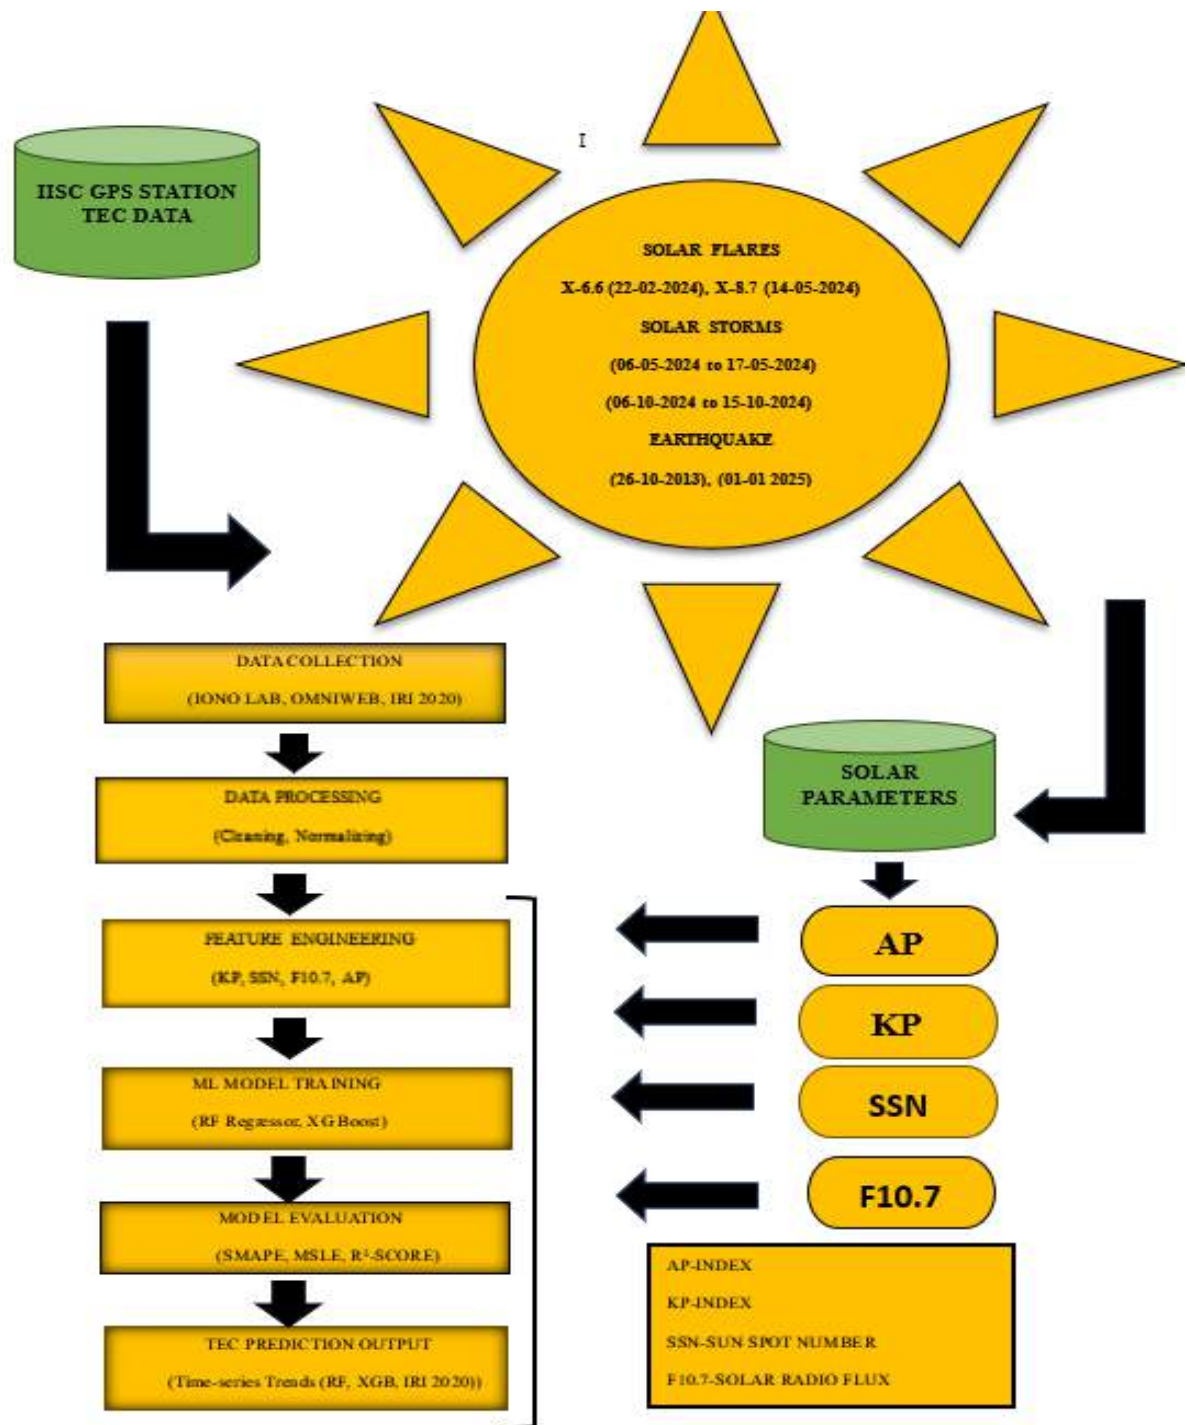 IISC GPS STATION
TEC DATA
SOLAR FLARES
X-6.6 (22-02-2024), X-8.7 (14-05-2024)
SOLAR STORMS
(06-05-2024 to 17-05-2024)
(06-10-2024 to 15-10-2024)
EARTHQUAKE
(26-10-2013), (01-01 2025)
DATA COLLECTION
(IONO LAB, OMNIWEB, IRI 2020)
DATA PROCESSING
(Cleaning, Normalizing)
FEATURE ENGINEERING
(KP, SSN, F10.7, AP)
ML MODEL TRAINING
(RF Regressor, XG Boost)
MODEL EVALUATION
(SMAPE, MSLE, R²-SCORE)
TEC PREDICTION OUTPUT
(Time-series Trends (RF, XGB, IRI 2020))
SOLAR
PARAMETERS
AP
KP
SSN
F10.7
AP-INDEX
KP-INDEX
SSN-SUN SPOT NUMBER
F10.7-SOLAR RADIO FLUX